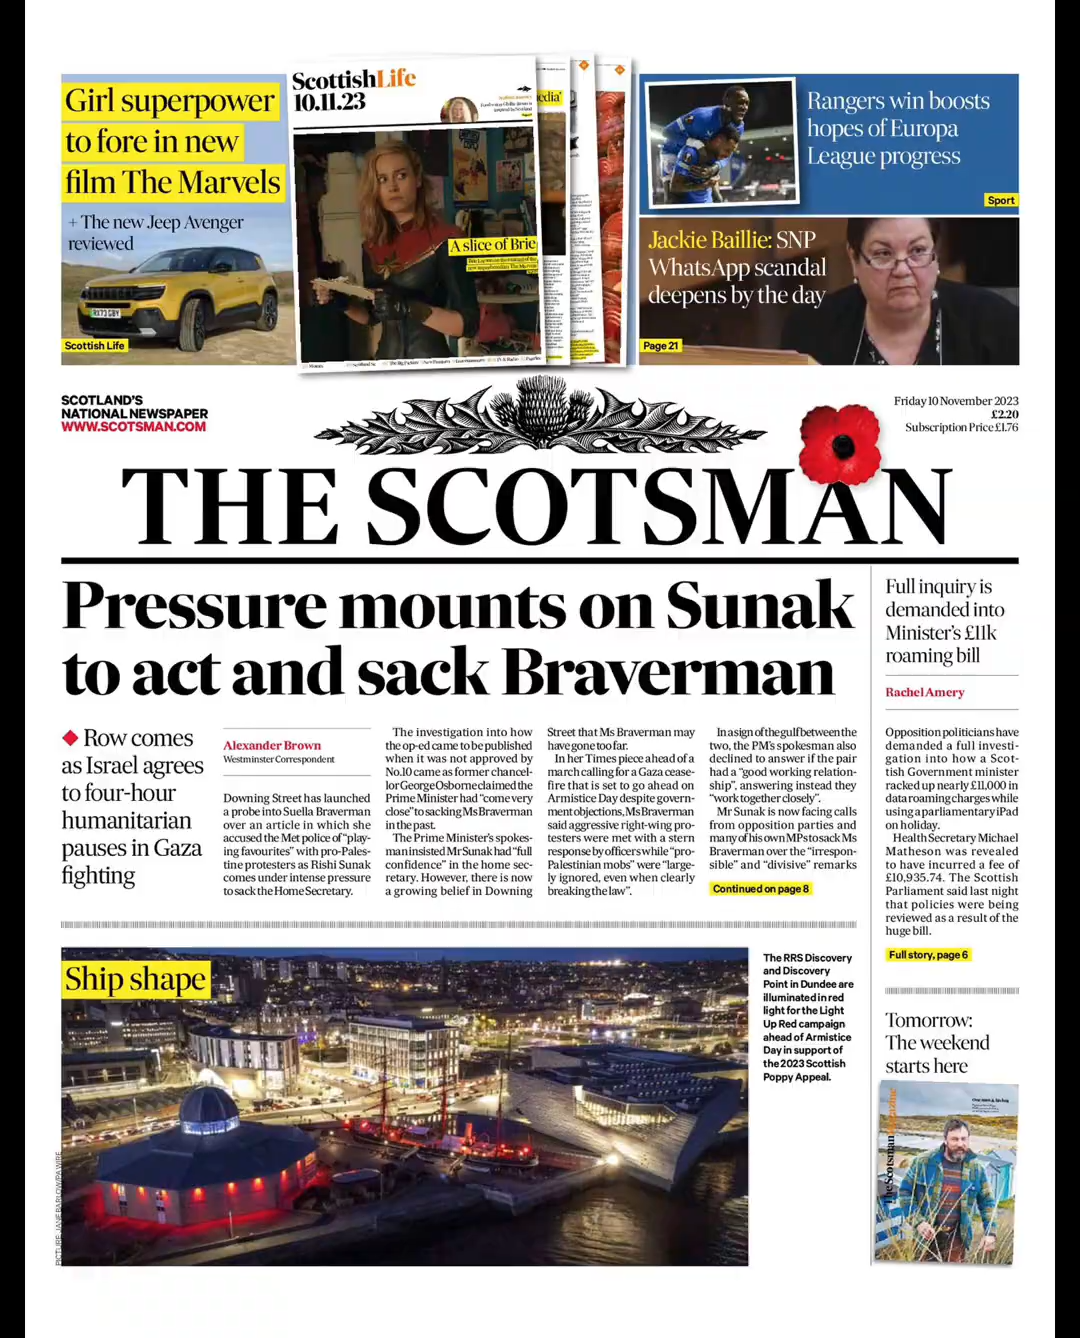 Girl superpower
to fore in new
film The Marvels
+ The new Jeep Avenger
reviewed
RX73 GBY
Scottish Life
ScottishLife
10.11.23
edia'
A slice of Brie
Rangers win boosts
hopes of Europa
League progress
Sport
Jackie Baillie: SNP
WhatsApp scandal
deepens by the day
Page 21
SCOTLAND'S
NATIONAL NEWSPAPER
WWW.SCOTSMAN.COM
Friday 10 November 2023
£2.20
Subscription Price £1.76
THE SCOTSMAN
Pressure mounts on Sunak
to act and sack Braverman
Row comes
as Israel agrees
to four-hour
humanitarian
pauses in Gaza
fighting
Alexander Brown
Westminster Correspondent
Downing Street has launched
a probe into Suella Braverman
over an article in which she
accused the Met police of "play-
ing favourites" with pro-Pales-
tine protesters as Rishi Sunak
comes under intense pressure
to sack the Home Secretary.
The investigation into how
the op-ed came to be published
when it was not approved by
No.10 came as former chancel-
lor George Osborne claimed the
Prime Minister had "come very
close" to sacking Ms Braverman
in the past.
The Prime Minister's spokes-
man insisted Mr Sunak had "full
confidence" in the home sec-
retary. However, there is now
a growing belief in Downing
Street that Ms Braverman may
have gone too far.
In her Times piece ahead of a
march calling for a Gaza cease-
fire that is set to go ahead on
Armistice Day despite govern-
ment objections, Ms Braverman
said aggressive right-wing pro-
testers were met with a stern
response by officers while "pro-
Palestinian mobs" were "large-
ly ignored, even when clearly
breaking the law".
In a sign of the gulf between the
two, the PM's spokesman also
declined to answer if the pair
had a "good working relation-
ship", answering instead they
"work together closely".
Mr Sunak is now facing calls
from opposition parties and
many of his own MPs to sack Ms
Braverman over the "irrespon-
sible" and "divisive" remarks
Continued on page 8
Full inquiry is
demanded into
Minister's £11k
roaming bill
Rachel Amery
Opposition politicians have
demanded a full investi-
gation into how a Scot-
tish Government minister
racked up nearly £11,000 in
data roaming charges while
using a parliamentary iPad
on holiday.
Health Secretary Michael
Matheson was revealed
to have incurred a fee of
£10,935.74. The Scottish
Parliament said last night
that policies were being
reviewed as a result of the
huge bill.
Full story, page 6
Ship shape
PICTURE: JANE BARLOW/PA WIRE
The RRS Discovery
and Discovery
Point in Dundee are
illuminated in red
light for the Light
Up Red campaign
ahead of Armistice
Day in support of
the 2023 Scottish
Poppy Appeal.
Tomorrow:
The weekend
starts here
The Scotsman Magazine